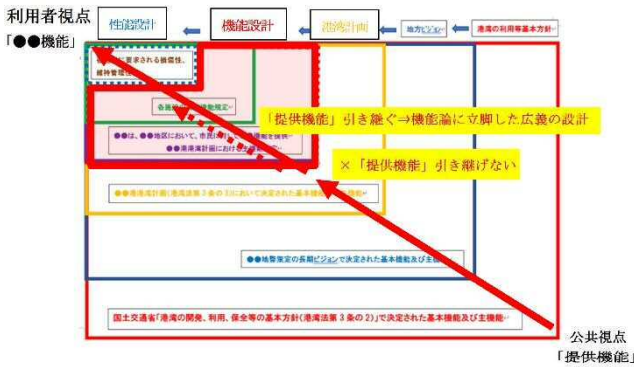 利用者視点
「●●機能」
性能設計
機能設計
港湾計画
地方ビジョン
港湾の利用等基本方針
に要求される機価性、
維持管理性
「提供機能」引き継ぐ⇒機能論に立脚した広義の設計
●●は、●●地区において、市民に
×「提供機能」引き継げない
●●港港湾計画(港湾法第3条の3)において決定された基本機能
●●地整策定の長期ビジョンで決定された基本機能及び主機能
国土交通省「港湾の開発、利用、保全等の基本方針(港湾法第3条の2)」で決定された基本機能及び主機能
公共視点
「提供機能」